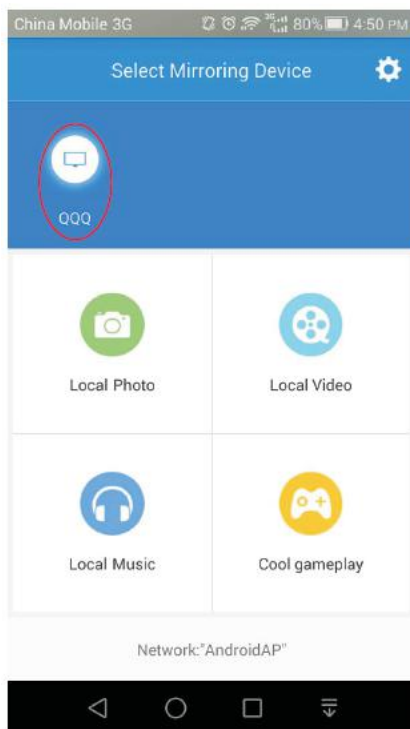 China Mobile 3G 80% 4:50 PM
Select Mirroring Device
QQQ
Local Photo Local Video
Local Music Cool gameplay
Network:"AndroidAP"